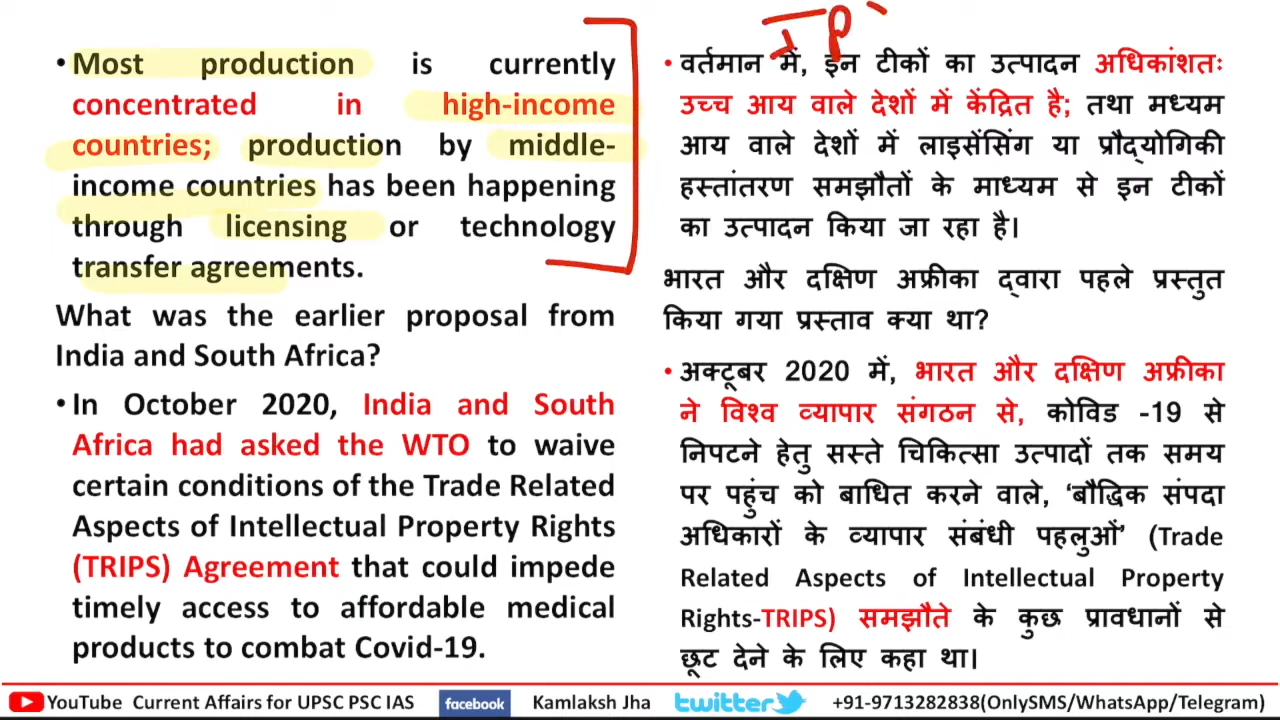 • Most production is currently
concentrated in high-income
countries; production by middle-
income countries has been happening
through licensing or technology
transfer agreements.
What was the earlier proposal from
India and South Africa?
• In October 2020, India and South
Africa had asked the WTO to waive
certain conditions of the Trade Related
Aspects of Intellectual Property Rights
(TRIPS) Agreement that could impede
timely access to affordable medical
products to combat Covid-19.
IP
• वर्तमान में, इन टीकों का उत्पादन अधिकांशतः
उच्च आय वाले देशों में केंद्रित है; तथा मध्यम
आय वाले देशों में लाइसेंसिंग या प्रौद्योगिकी
हस्तांतरण समझौतों के माध्यम से इन टीकों
का उत्पादन किया जा रहा है।
भारत और दक्षिण अफ्रीका द्वारा पहले प्रस्तुत
किया गया प्रस्ताव क्या था?
• अक्टूबर 2020 में, भारत और दक्षिण अफ्रीका
ने विश्व व्यापार संगठन से, कोविड -19 से
निपटने हेतु सस्ते चिकित्सा उत्पादों तक समय
पर पहुंच को बाधित करने वाले, ‘बौद्धिक संपदा
अधिकारों के व्यापार संबंधी पहलुओं’ (Trade
Related Aspects of Intellectual Property
Rights-TRIPS) समझौते के कुछ प्रावधानों से
छूट देने के लिए कहा था।
YouTube Current Affairs for UPSC PSC IAS facebook Kamlaksh Jha twitter +91-9713282838(OnlySMS/WhatsApp/Telegram)